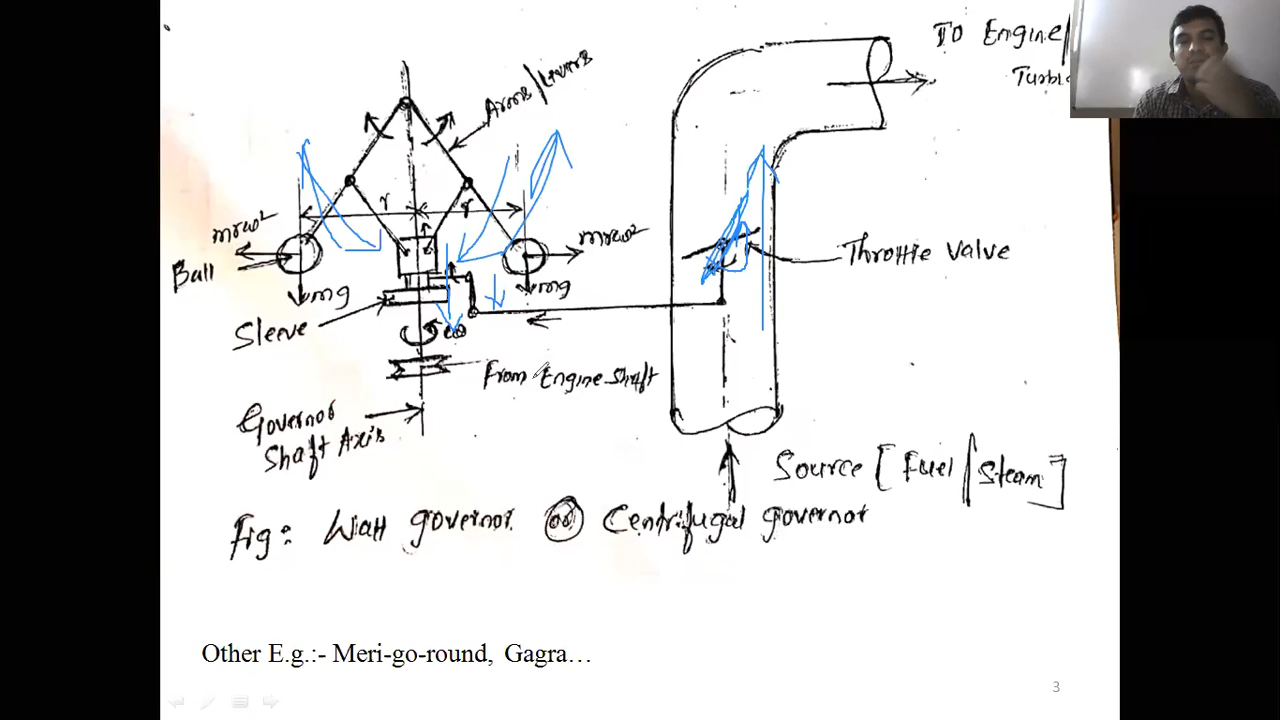 To Engine/
Turbi
Arms/Levers
r
r
mrω²
mrω²
Ball
mg
mg
Throttle Valve
Sleeve
ω
From Engine Shaft
Governor
Shaft Axis
Source [Fuel/Steam]
Fig: Watt governor (or) Centrifugal governor
Other E.g.:- Meri-go-round, Gagra…
3